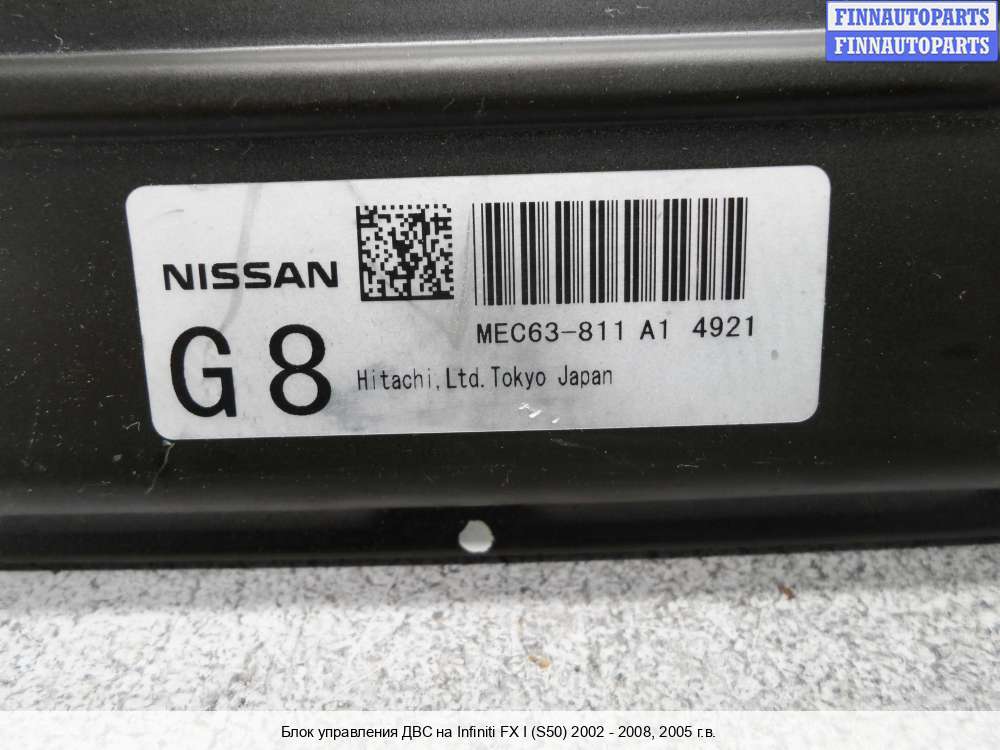 FINNAUTOPARTS
FINNAUTOPARTS
NISSAN
MEC63-811 A1 4921
G8
Hitachi,Ltd.Tokyo Japan
Блок управления ДВС на Infiniti FX I (S50) 2002 - 2008, 2005 г.в.